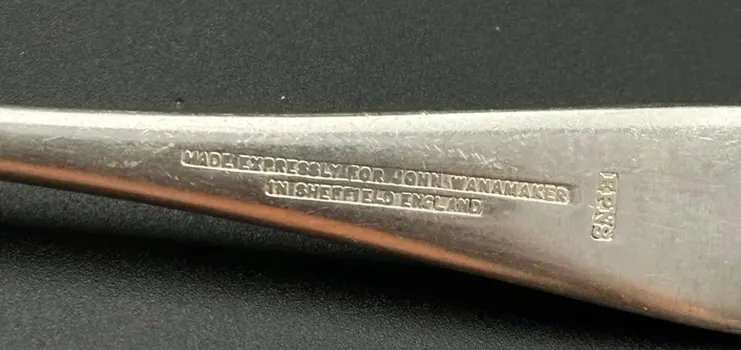 MADE EXPRESSLY FOR JOHN WANAMAKER
IN SHEFFIELD ENGLAND
EPNS